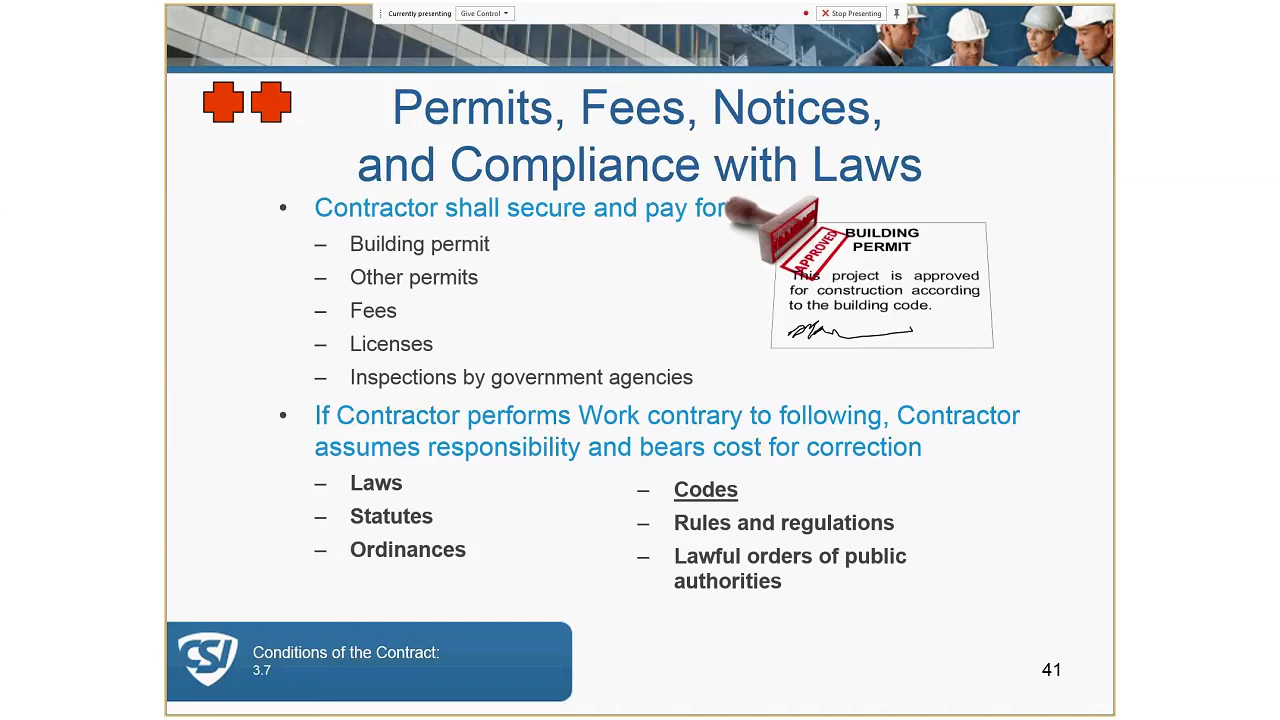 Currently presenting
Give Control
Stop Presenting
Permits, Fees, Notices,
and Compliance with Laws
• Contractor shall secure and pay for
– Building permit
– Other permits
– Fees
– Licenses
– Inspections by government agencies
APPROVED
BUILDING
PERMIT
This project is approved
for construction according
to the building code.
• If Contractor performs Work contrary to following, Contractor
assumes responsibility and bears cost for correction
– Laws
– Statutes
– Ordinances
– Codes
– Rules and regulations
– Lawful orders of public
authorities
CSI
Conditions of the Contract:
3.7
41